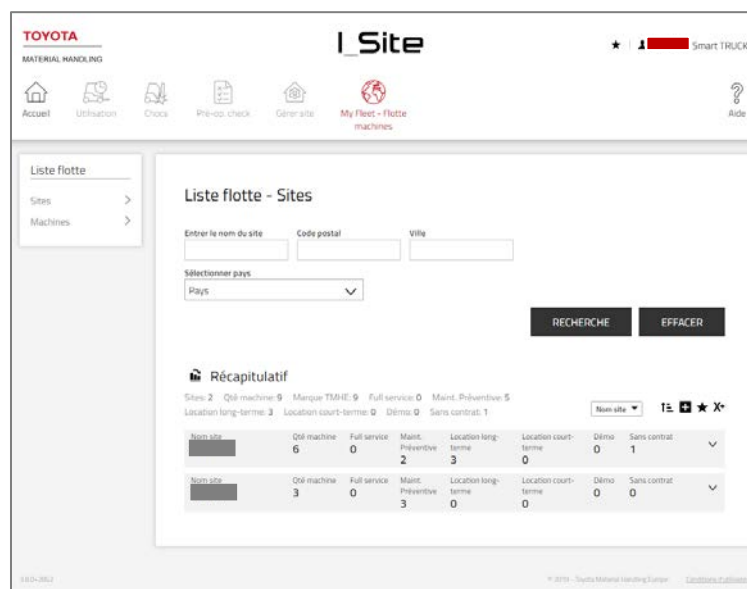 TOYOTA
MATERIAL HANDLING
I_Site
Smart TRUCK
Accueil
Utilisation
Chocs
Pré-op. check
Gérer site
My Fleet - Flotte machines
Aide
Liste flotte
Sites
Machines
Liste flotte - Sites
Entrer le nom du site
Code postal
Ville
Sélectionner pays
Pays
RECHERCHE
EFFACER
Récapitulatif
Sites: 2 Qté machine: 9 Marque TMHE: 9 Full service: 0 Maint. Préventive: 5
Location long-terme: 3 Location court-terme: 0 Démo: 0 Sans contrat: 1
Nom site
Nom site Qté machine Full service Maint. Préventive Location long-terme Location court-terme Démo Sans contrat
6 0 2 3 0 0 1
Nom site Qté machine Full service Maint. Préventive Location long-terme Location court-terme Démo Sans contrat
3 0 3 0 0 0 0
© 2019 - Toyota Material Handling Europe
Conditions d'utilisation